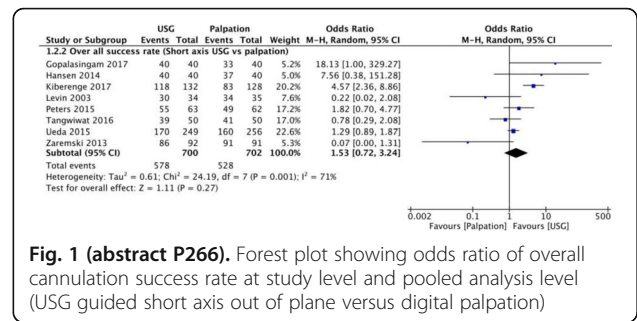 USG Palpation Odds Ratio Odds Ratio
Study or Subgroup Events Total Events Total Weight M-H, Random, 95% CI M-H, Random, 95% CI
1.2.2 Over all success rate (Short axis USG vs palpation)
Gopalasingam 2017 40 40 33 40 5.2% 18.13 [1.00, 329.27]
Hansen 2014 40 40 37 40 5.0% 7.56 [0.38, 151.28]
Kiberenge 2017 118 132 83 128 18.0% 4.57 [2.36, 8.86]
Levin 2003 30 34 34 35 7.6% 0.22 [0.02, 2.08]
Peters 2015 55 63 49 62 17.2% 1.82 [0.70, 4.77]
Tangwiwat 2016 39 50 41 50 17.0% 0.78 [0.29, 2.08]
Ueda 2015 170 249 160 256 24.8% 1.29 [0.89, 1.87]
Zaremski 2013 86 92 91 91 5.3% 0.07 [0.00, 1.31]
Subtotal (95% CI) 700 702 100.0% 1.53 [0.72, 3.24]
Total events 578 528
Heterogeneity: Tau² = 0.61; Chi² = 24.19, df = 7 (P = 0.001); I² = 71%
Test for overall effect: Z = 1.11 (P = 0.27)
0.002 0.1 1 10 500
Favours [Palpation] Favours [USG]
Fig. 1 (abstract P266). Forest plot showing odds ratio of overall
cannulation success rate at study level and pooled analysis level
(USG guided short axis out of plane versus digital palpation)